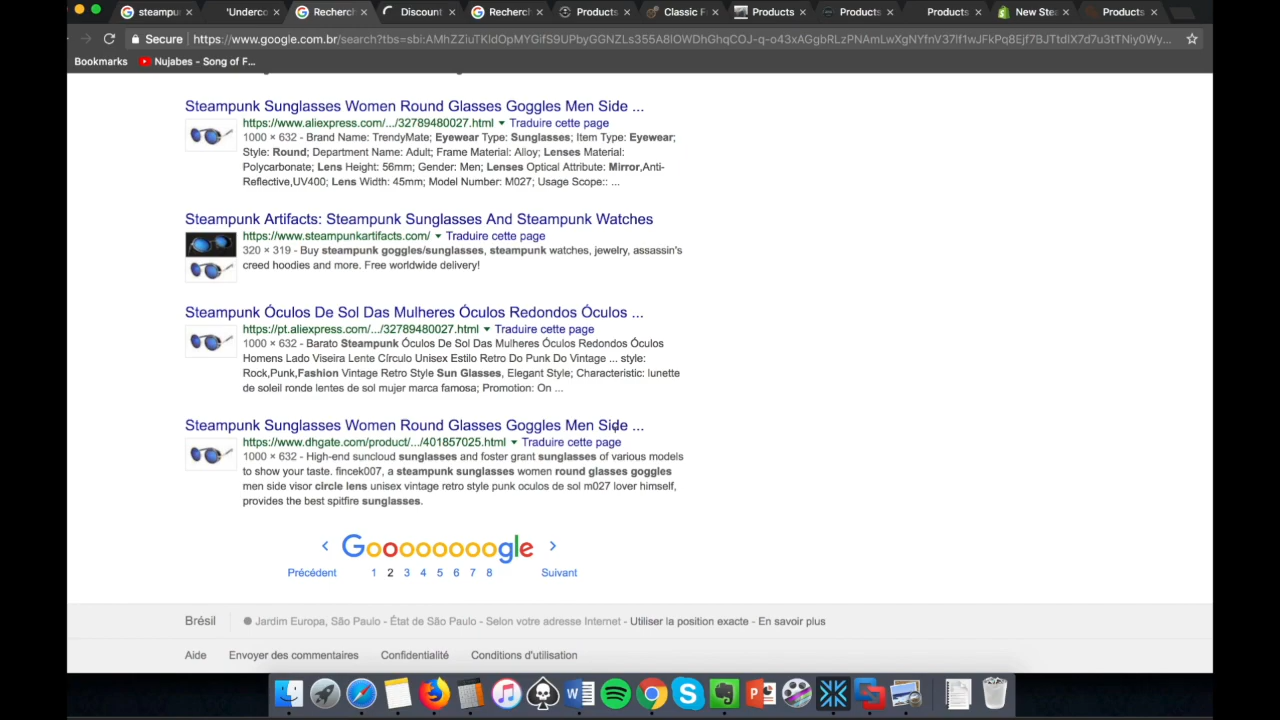 steampu
'Underco
Recherch
Discount
Recherc
Products
Classic F
Products
Products
Products
New Stea
Products
Secure
https://www.google.com.br/search?tbs=sbi:
Bookmarks
Nujabes - Song of F...
Steampunk Sunglasses Women Round Glasses Goggles Men Side ...
https://www.aliexpress.com/.../32789480027.html Traduire cette page
1000 × 632 - Brand Name: TrendyMate; Eyewear Type: Sunglasses; Item Type: Eyewear;
Style: Round; Department Name: Adult; Frame Material: Alloy; Lenses Material:
Polycarbonate; Lens Height: 56mm; Gender: Men; Lenses Optical Attribute: Mirror,Anti-
Reflective,UV400; Lens Width: 45mm; Model Number: M027; Usage Scope:: ...
Steampunk Artifacts: Steampunk Sunglasses And Steampunk Watches
https://www.steampunkartifacts.com/ Traduire cette page
320 × 319 - Buy steampunk goggles/sunglasses, steampunk watches, jewelry, assassin's
creed hoodies and more. Free worldwide delivery!
Steampunk Óculos De Sol Das Mulheres Óculos Redondos Óculos ...
https://pt.aliexpress.com/.../32789480027.html Traduire cette page
1000 × 632 - Barato Steampunk Óculos De Sol Das Mulheres Óculos Redondos Óculos
Homens Lado Viseira Lente Círculo Unisex Estilo Retro Do Punk Do Vintage ... style:
Rock,Punk,Fashion Vintage Retro Style Sun Glasses, Elegant Style; Characteristic: lunette
de soleil ronde lentes de sol mujer marca famosa; Promotion: On ...
Steampunk Sunglasses Women Round Glasses Goggles Men Side ...
https://www.dhgate.com/product/.../401857025.html Traduire cette page
1000 × 632 - High-end suncloud sunglasses and foster grant sunglasses of various models
to show your taste. fincek007, a steampunk sunglasses women round glasses goggles
men side visor circle lens unisex vintage retro style punk oculos de sol m027 lover himself,
provides the best spitfire sunglasses.
Goooooooogle
Précédent 1 2 3 4 5 6 7 8 Suivant
Brésil Jardim Europa, São Paulo - État de São Paulo - Selon votre adresse Internet - Utiliser la position exacte - En savoir plus
Aide Envoyer des commentaires Confidentialité Conditions d'utilisation